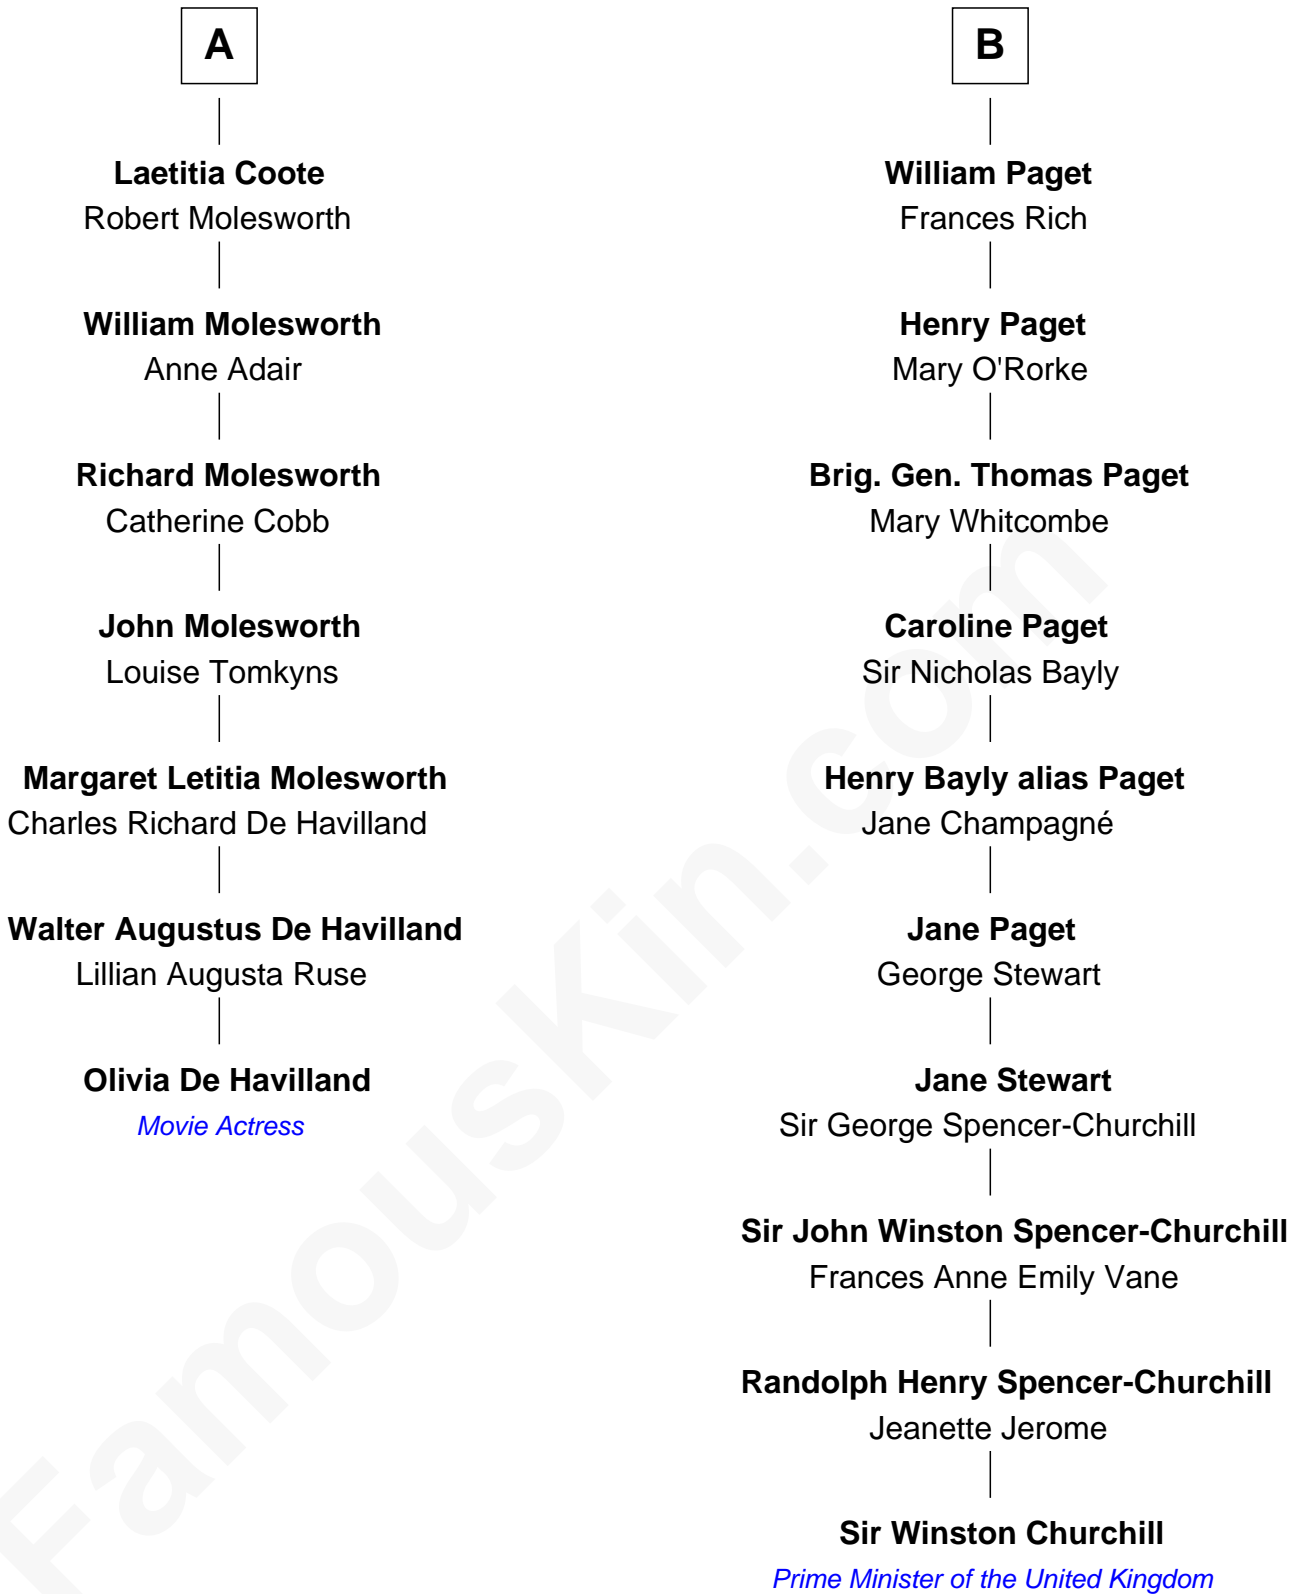 A
Laetitia Coote
Robert Molesworth
William Molesworth
Anne Adair
Richard Molesworth
Catherine Cobb
John Molesworth
Louise Tomkyns
Margaret Letitia Molesworth
Charles Richard De Havilland
Walter Augustus De Havilland
Lillian Augusta Ruse
Olivia De Havilland
Movie Actress
B
William Paget
Frances Rich
Henry Paget
Mary O'Rorke
Brig. Gen. Thomas Paget
Mary Whitcombe
Caroline Paget
Sir Nicholas Bayly
Henry Bayly alias Paget
Jane Champagné
Jane Paget
George Stewart
Jane Stewart
Sir George Spencer-Churchill
Sir John Winston Spencer-Churchill
Frances Anne Emily Vane
Randolph Henry Spencer-Churchill
Jeanette Jerome
Sir Winston Churchill
Prime Minister of the United Kingdom
FamousKin.com